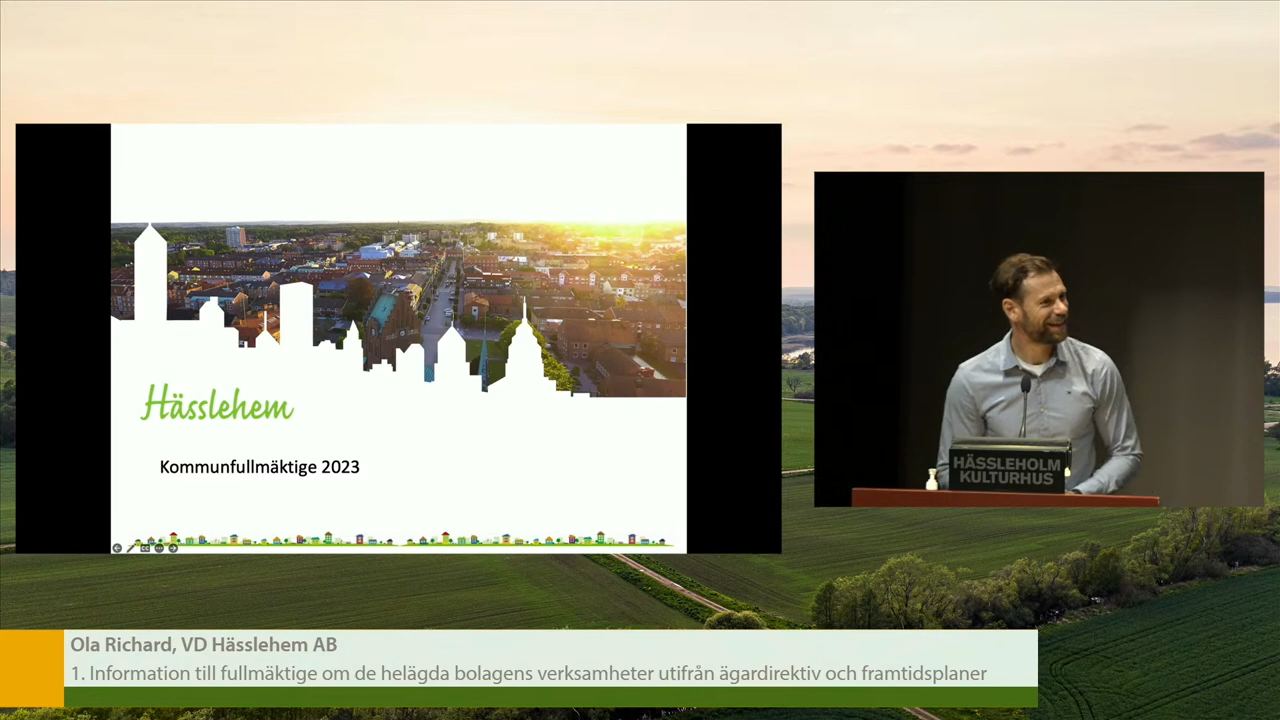 Hässlehem
Kommunfullmäktige 2023
HÄSSLEHOLM
KULTURHUS
Ola Richard, VD Hässlehem AB
1. Information till fullmäktige om de helägda bolagens verksamheter utifrån ägardirektiv och framtidsplaner